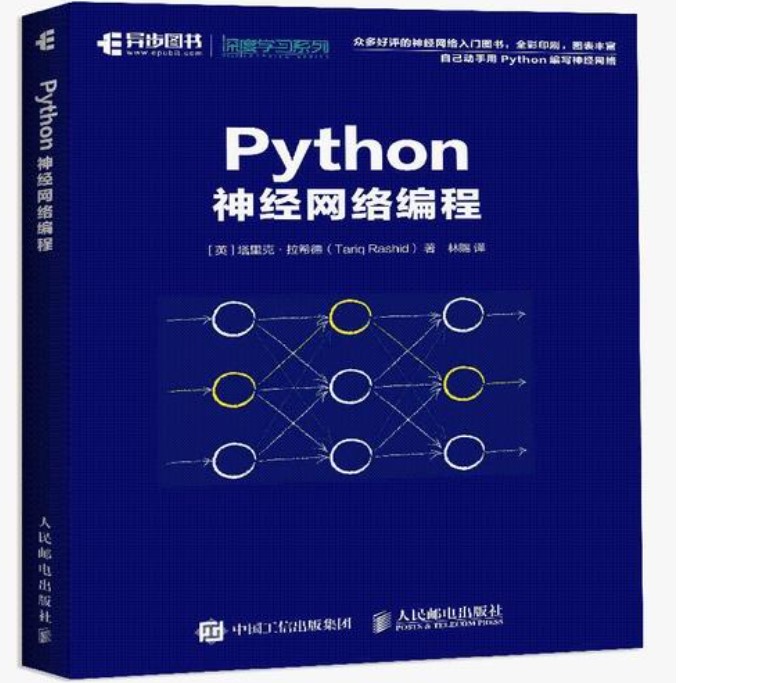 异步图书
www.epubit.com
深度学习系列
众多好评的神经网络入门图书，全彩印刷，图表丰富
自己动手用 Python 编写神经网络
Python
神经网络编程
[英]塔里克·拉希德（Tariq Rashid）著 林赐 译
中国工信出版集团
人民邮电出版社
POSTS & TELECOM PRESS
Python 神经网络编程
人民邮电出版社